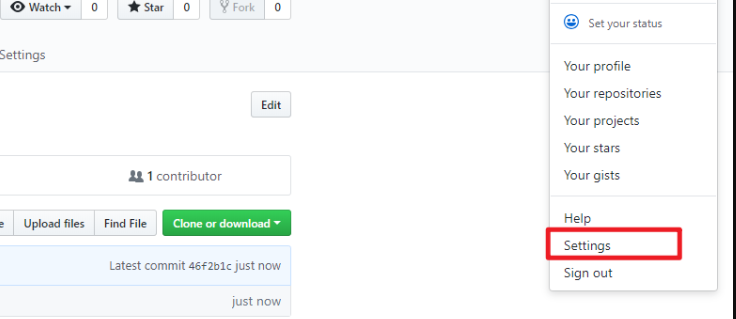 Watch 0 Star 0 Fork 0
Set your status
Settings
Your profile
Your repositories
Edit
Your projects
Your stars
1 contributor
Your gists
Upload files Find File Clone or download
Help
Settings
Latest commit 46f2b1c just now
Sign out
just now